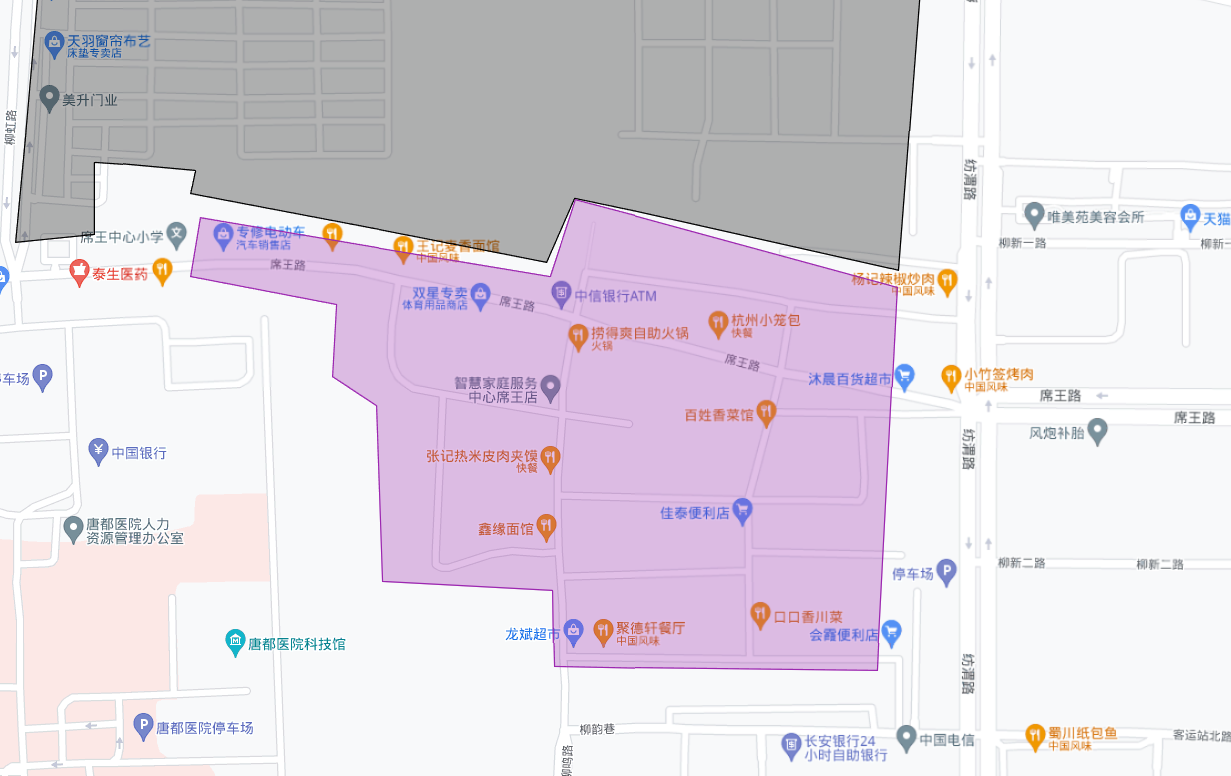 天羽窗帘布艺
床垫专卖店
美升门业
柳虹路
纺渭路
唯美苑美容会所
天猫
席王中心小学
专修电动车
汽车销售店
王记麦香面馆
中国风味
柳新一路
柳新一
泰生医药
席王路
杨记辣椒炒肉
中国风味
双星专卖
体育用品商店
席王路
中信银行ATM
捞得爽自助火锅
火锅
杭州小笼包
快餐
席王路
沐晨百货超市
小竹签烤肉
中国风味
停车场
智慧家庭服务
中心席王店
席王路
席王路
百姓香菜馆
风炮补胎
中国银行
张记热米皮肉夹馍
快餐
纺渭路
唐都医院人力
资源管理办公室
鑫缘面馆
佳泰便利店
柳新二路
柳新二路
停车场
龙斌超市
聚德轩餐厅
中国风味
口口香川菜
会霞便利店
唐都医院科技馆
纺渭路
唐都医院停车场
柳韵巷
柳鸣路
长安银行24
小时自助银行
中国电信
蜀川纸包鱼
中国风味
客运站北路